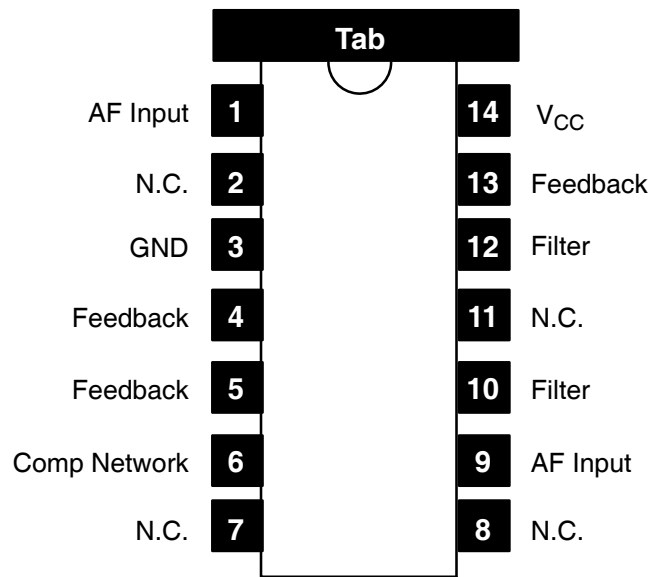 Tab
AF Input 1 14 VCC
N.C. 2 13 Feedback
GND 3 12 Filter
Feedback 4 11 N.C.
Feedback 5 10 Filter
Comp Network 6 9 AF Input
N.C. 7 8 N.C.